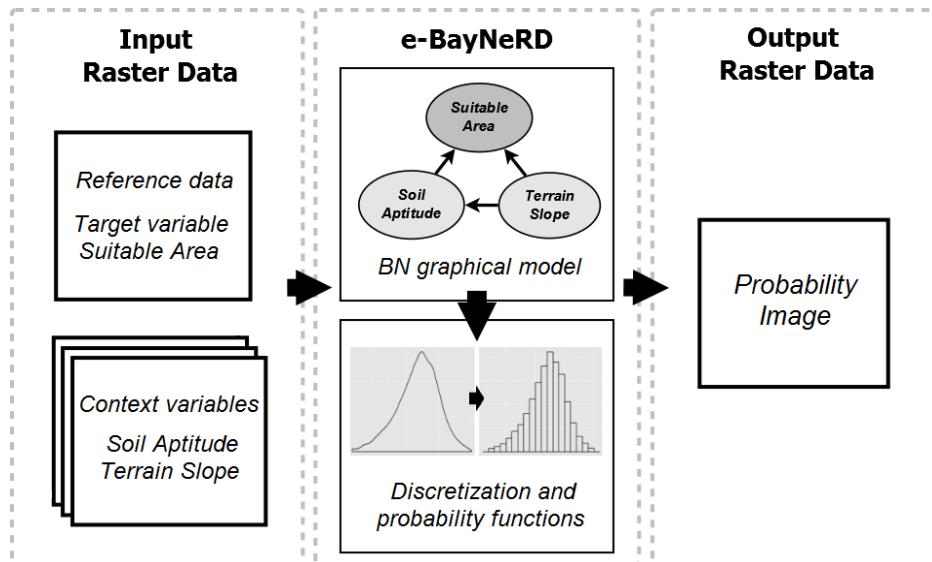 Input
Raster Data
Reference data
Target variable
Suitable Area
Context variables
Soil Aptitude
Terrain Slope
e-BayNeRD
Suitable
Area
Soil
Aptitude
Terrain
Slope
BN graphical model
Discretization and
probability functions
Output
Raster Data
Probability
Image